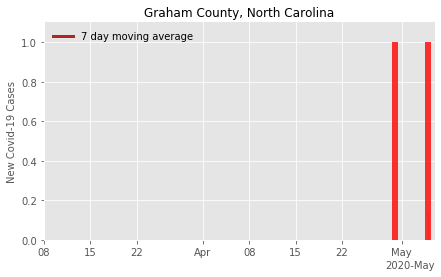 Graham County, North Carolina
7 day moving average
New Covid-19 Cases
1.0
0.8
0.6
0.4
0.2
0.0
08 15 22 Apr 08 15 22 May
2020-May